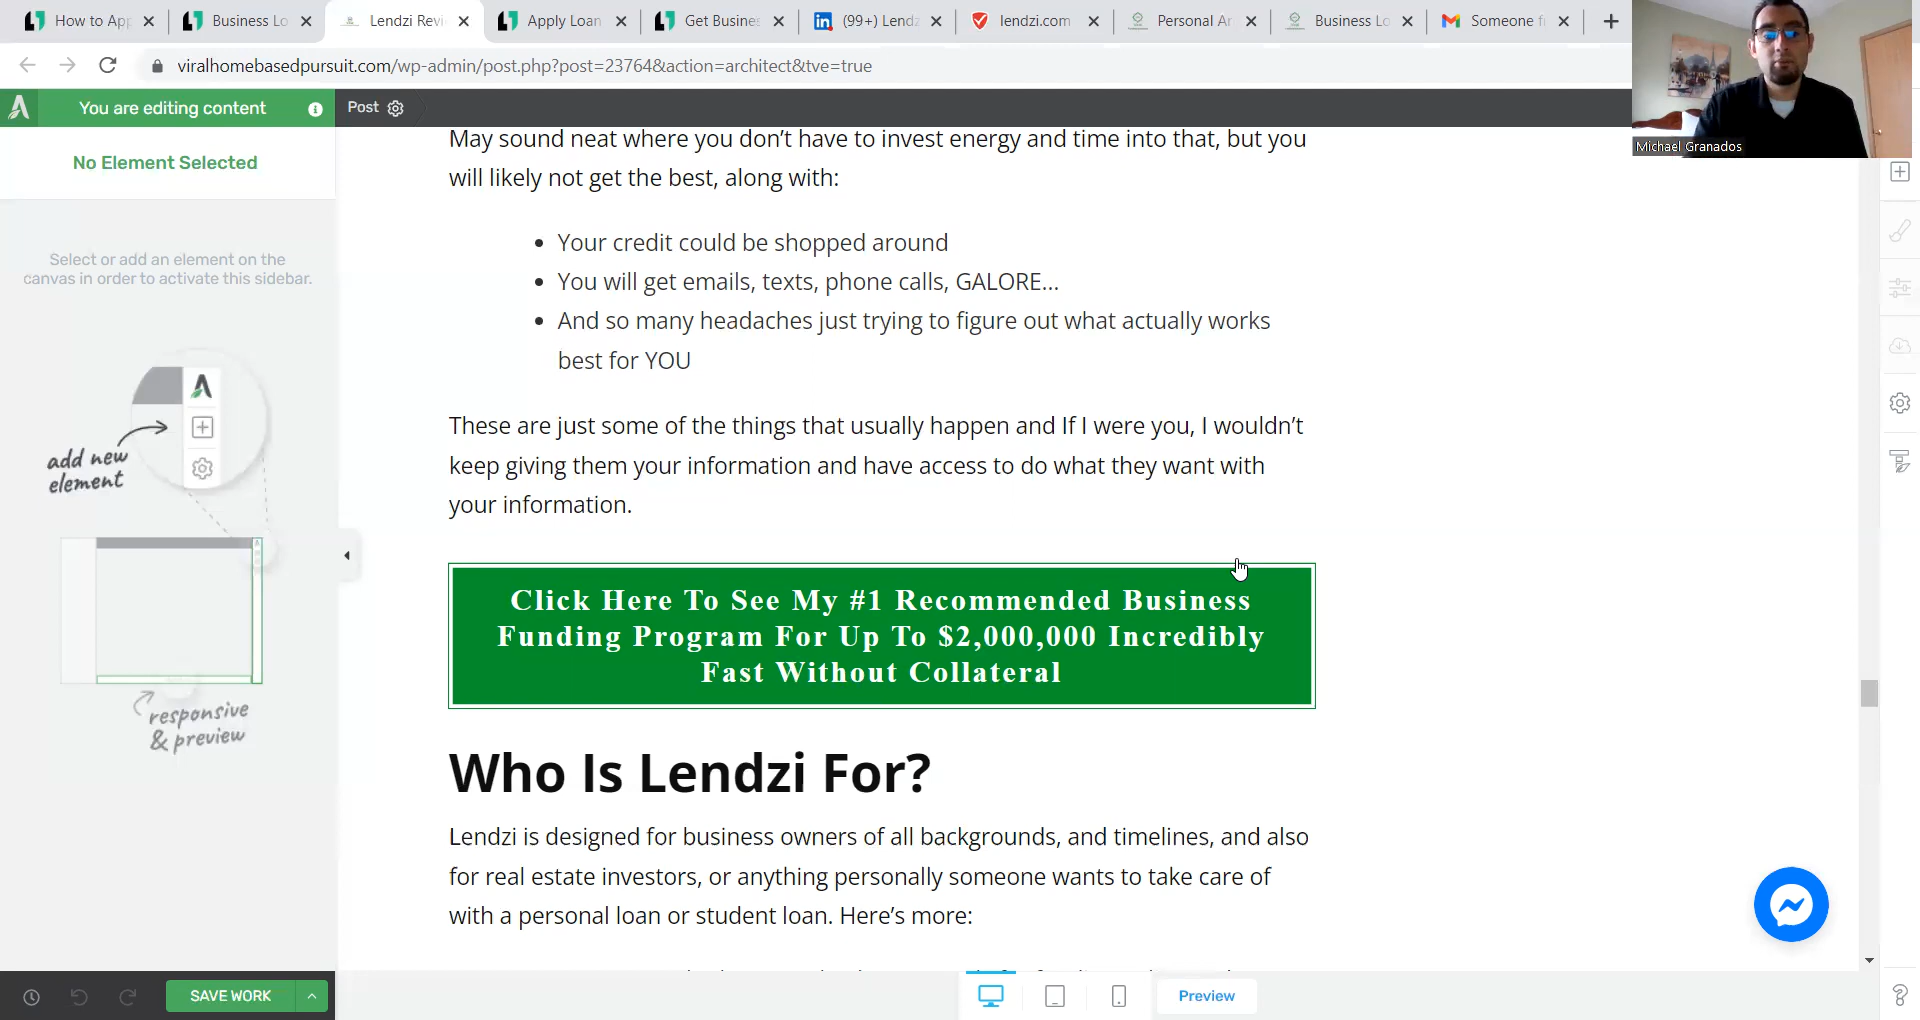 How to App
Business Lo
Lendzi Revi
Apply Loan
Get Busines
(99+) Lendz
lendzi.com
Personal An
Business Lo
Someone f
viralhomebasedpursuit.com/wp-admin/post.php?post=23764&action=architect&tve=true
You are editing content
Post
Michael Granados
No Element Selected
Select or add an element on the
canvas in order to activate this sidebar.
add new
element
responsive
& preview
May sound neat where you don’t have to invest energy and time into that, but you
will likely not get the best, along with:
• Your credit could be shopped around
• You will get emails, texts, phone calls, GALORE...
• And so many headaches just trying to figure out what actually works
best for YOU
These are just some of the things that usually happen and If I were you, I wouldn’t
keep giving them your information and have access to do what they want with
your information.
Click Here To See My #1 Recommended Business
Funding Program For Up To $2,000,000 Incredibly
Fast Without Collateral
Who Is Lendzi For?
Lendzi is designed for business owners of all backgrounds, and timelines, and also
for real estate investors, or anything personally someone wants to take care of
with a personal loan or student loan. Here’s more:
SAVE WORK
Preview